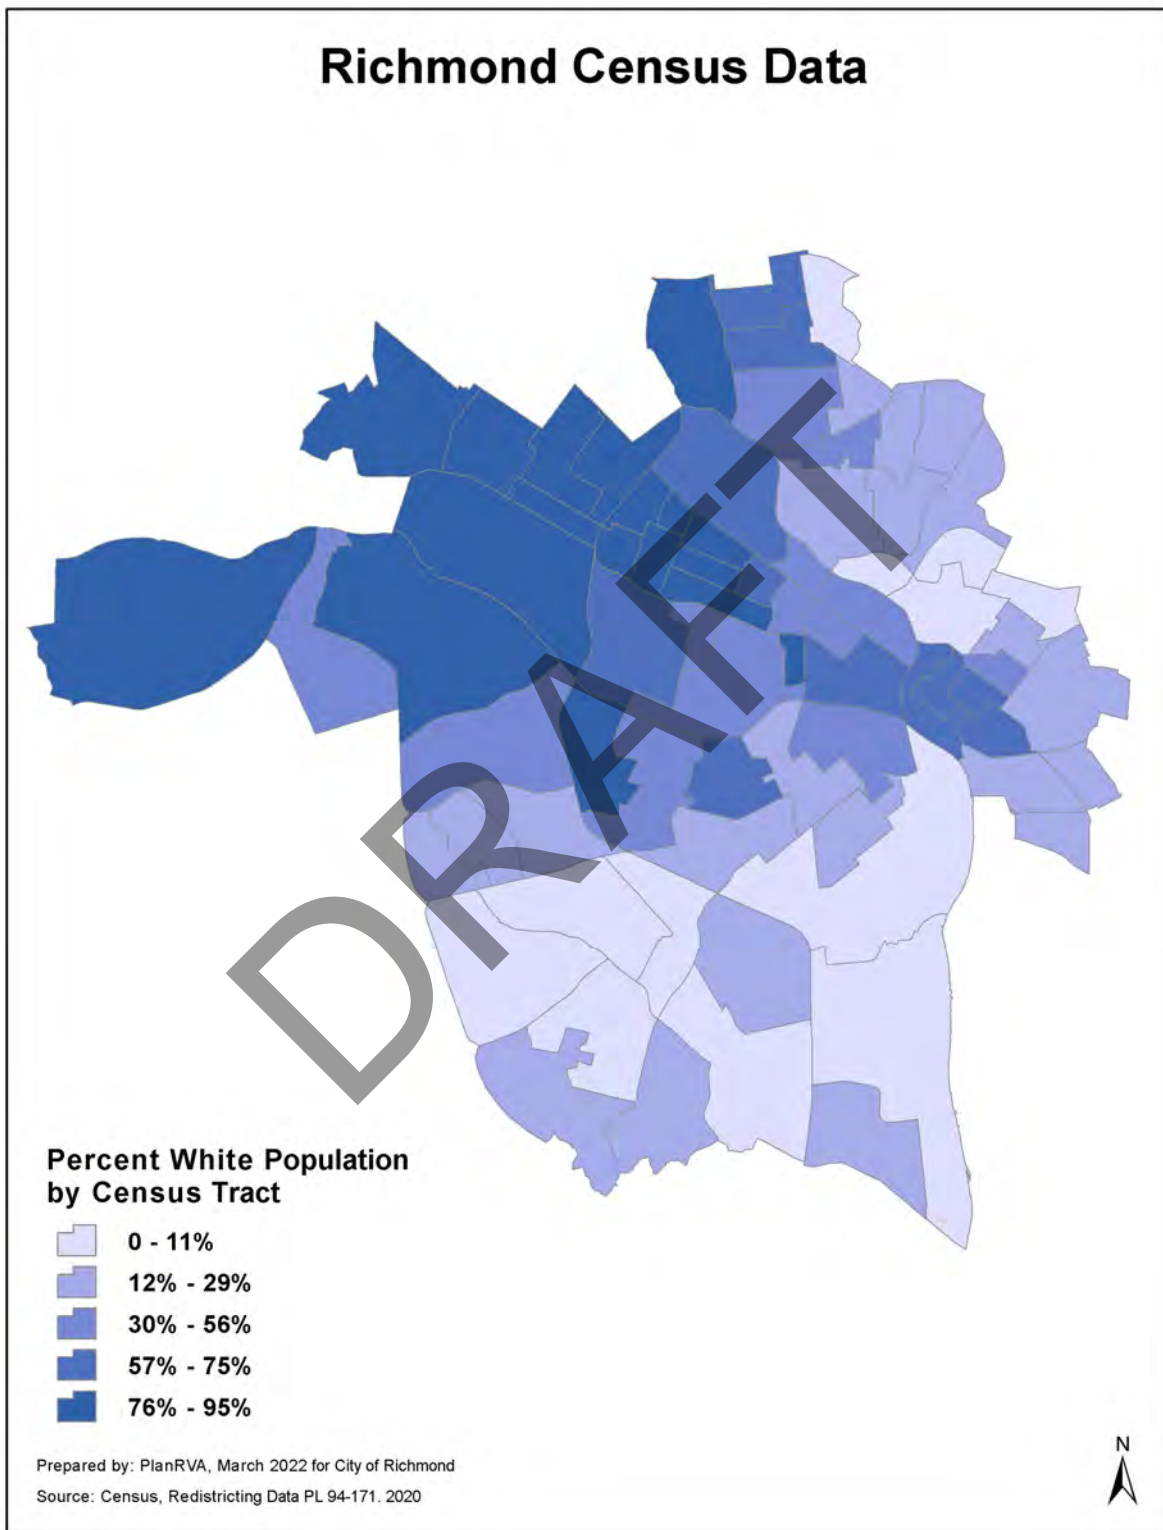 Richmond Census Data
DRAFT
Percent White Population
by Census Tract
0 - 11%
12% - 29%
30% - 56%
57% - 75%
76% - 95%
Prepared by: PlanRVA, March 2022 for City of Richmond
Source: Census, Redistricting Data PL 94-171. 2020
N